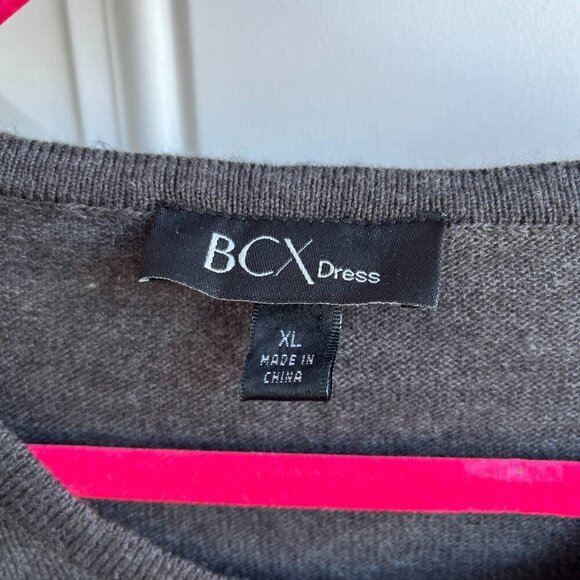 BCX Dress
XL
MADE IN
CHINA